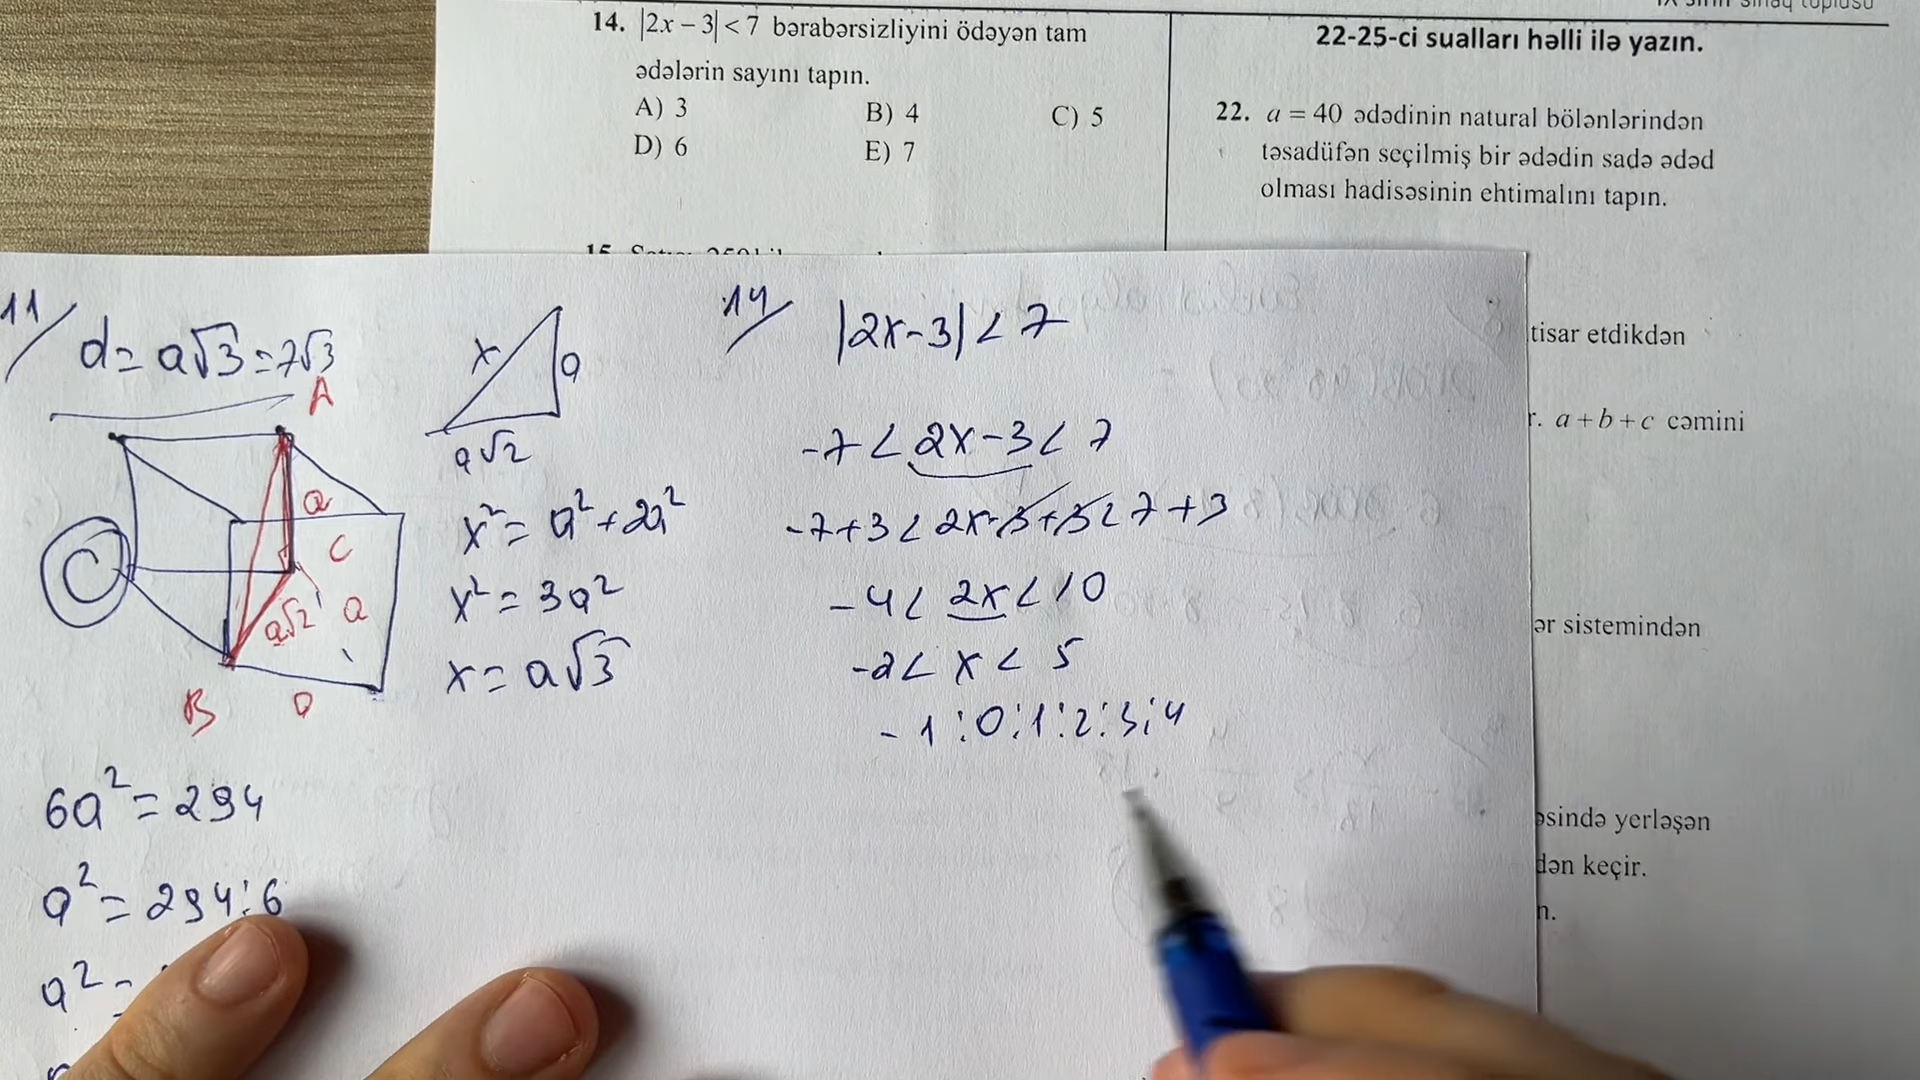 14. |2x – 3| < 7 bərabərsizliyini ödəyən tam
ədələrin sayını tapın.
A) 3 B) 4 C) 5
D) 6 E) 7
15
22-25-ci sualları həlli ilə yazın.
22. a = 40 ədədinin natural bölənlərindən
təsadüfən seçilmiş bir ədədin sadə ədəd
olması hadisəsinin ehtimalını tapın.
tisar etdikdən
r. a + b + c cəmini
ər sistemindən
əsində yerləşən
dən keçir.
n.
11/ d = a√3 = 7√3
A
a
C
a√2 a
B
6a² = 294
a² = 294:6
a² =
x a
a√2
x² = a² + 2a²
x² = 3a²
x = a√3
14/ |2x-3| < 7
-7 < 2x-3 < 7
-7+3 < 2x-3+3 < 7+3
-4 < 2x < 10
-2 < x < 5
-1;0;1;2;3;4